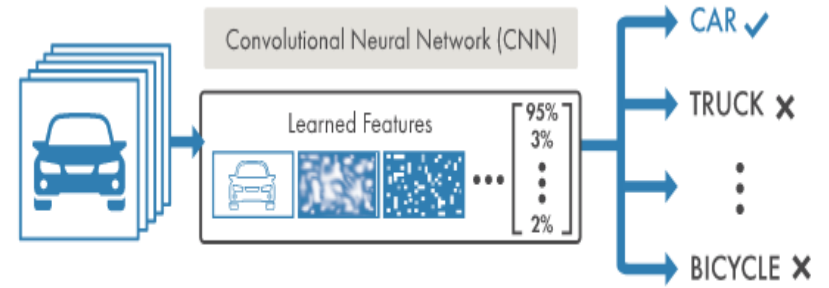 Convolutional Neural Network (CNN)
Learned Features
95%
3%
2%
CAR
TRUCK
BICYCLE